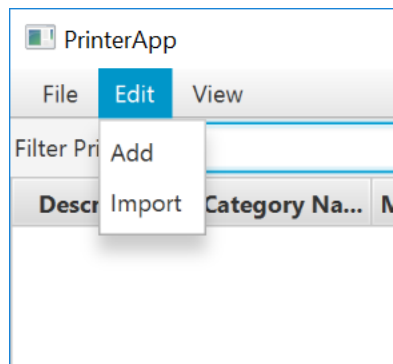 PrinterApp
File Edit View
Filter Pri
Add
Descr Category Na...
Import